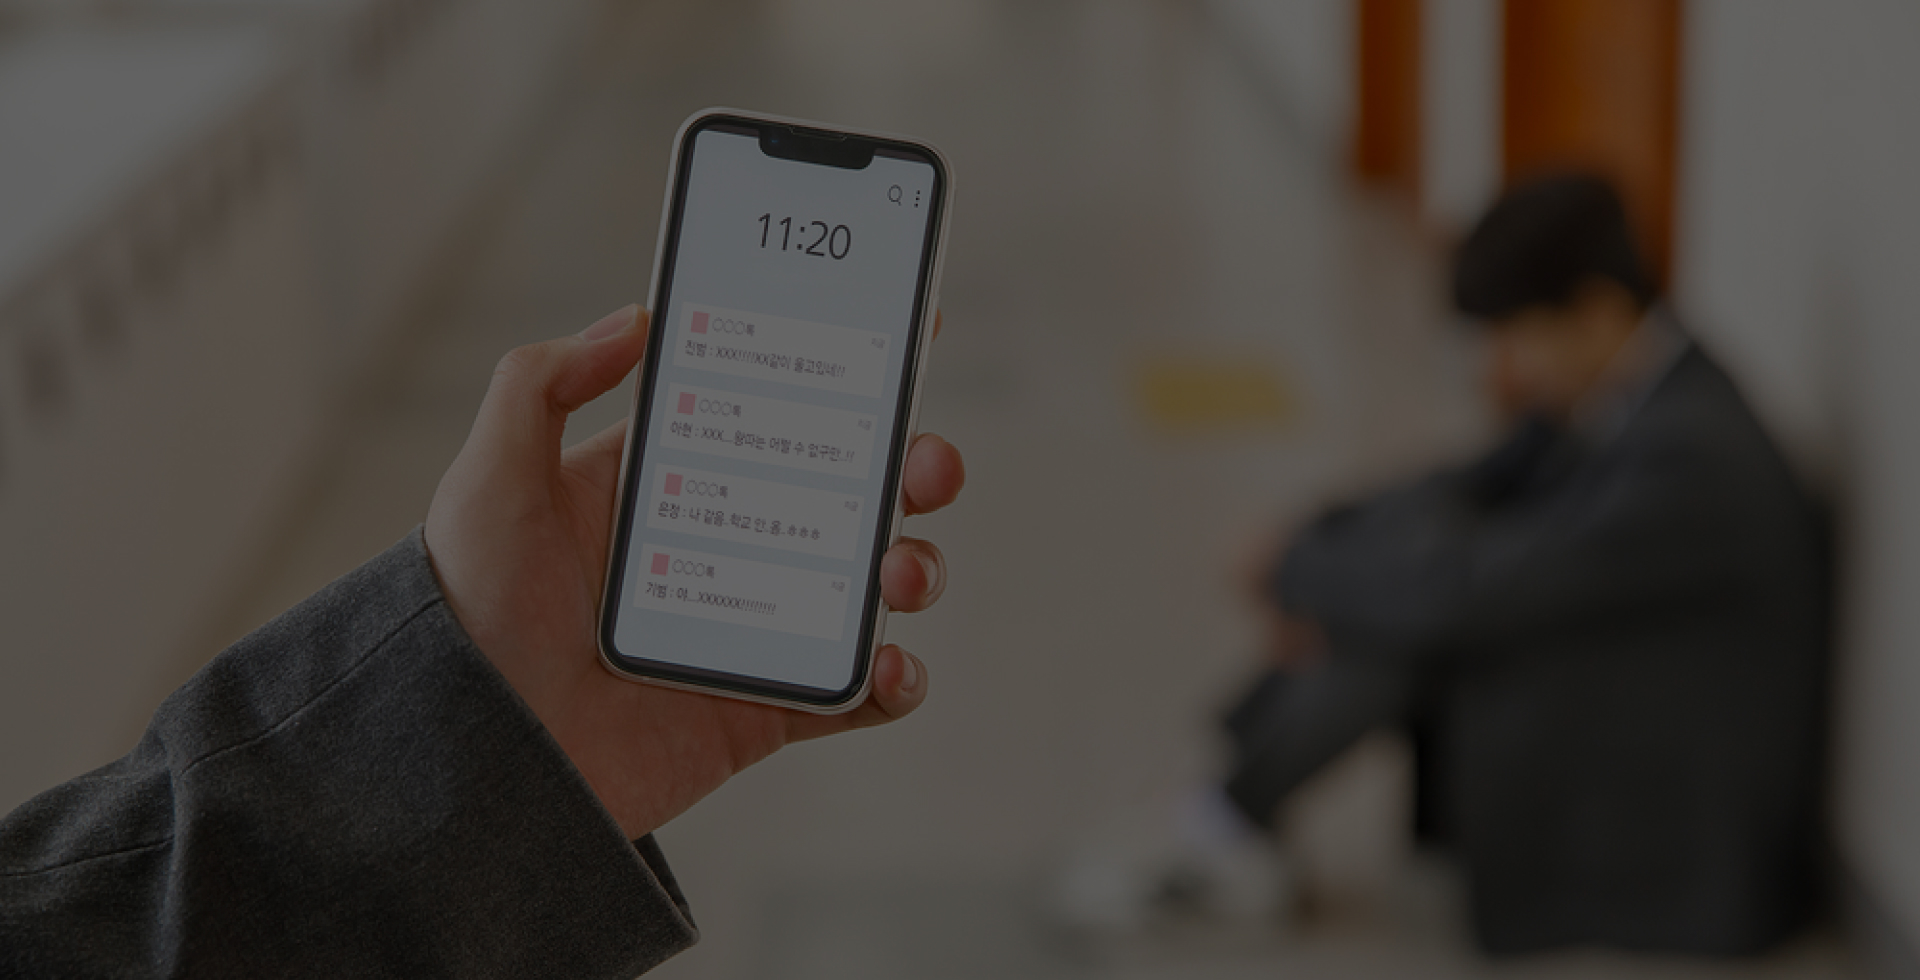 11:20
○○○톡
지금
찬범 : XXX!!!!!XX같이 울고있네!!
○○○톡
지금
아현 : XXX....왕따는 어쩔 수 없구만..!!
○○○톡
지금
은정 : 나 같음..학교 안..옴..ㅎㅎㅎ
○○○톡
지금
기범 : 야....XXXXXX!!!!!!!!!